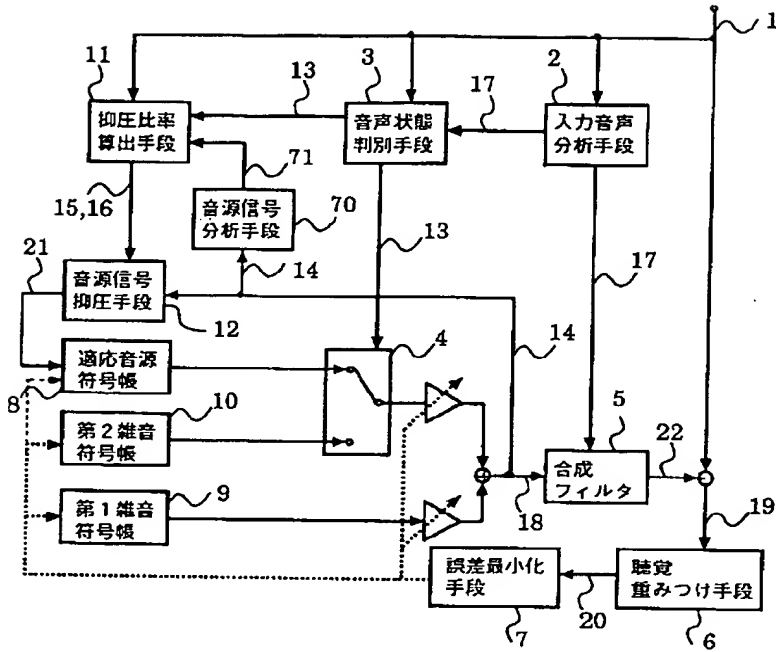 1
11
13
3
17
2
抑圧比率
算出手段
音声状態
判別手段
入力音声
分析手段
71
15,16
音源信号
分析手段
70
13
17
21
音源信号
抑圧手段
14
12
4
14
適応音源
符号帳
8
10
5
第2雑音
符号帳
22
合成
フィルタ
9
18
第1雑音
符号帳
19
誤差最小化
手段
聴覚
重みつけ手段
20
7
6